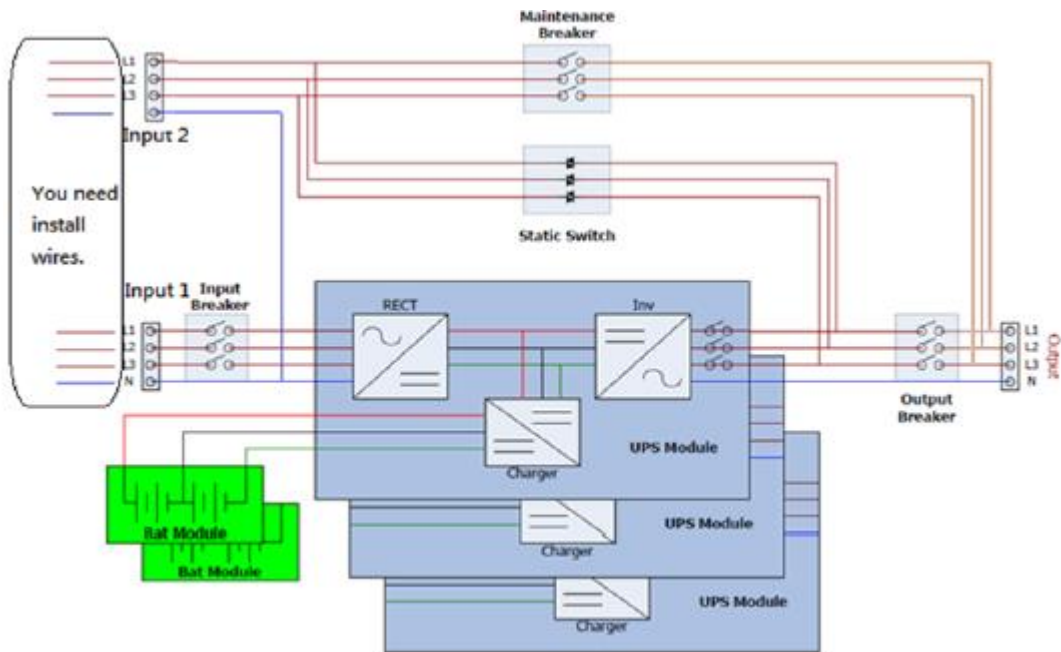 Maintenance
Breaker
L1
L2
L3
Input 2
You need
install
wires.
Static Switch
Input 1
Input
Breaker
RECT
Inv
L1
L2
L3
N
L1
L2
L3
N
Output
Output
Breaker
Charger
UPS Module
Bat Module
Charger
UPS Module
Bat Module
Charger
UPS Module